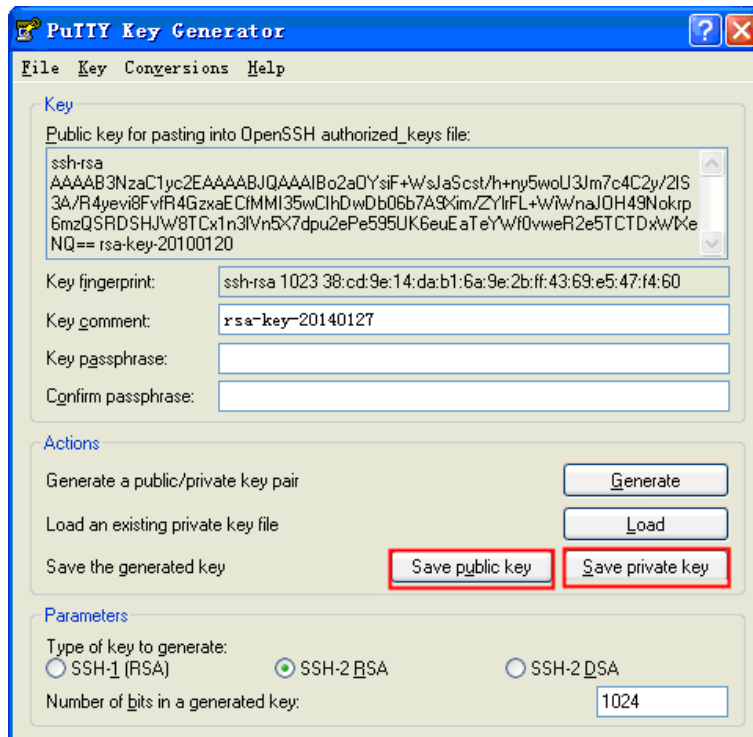 PuTTY Key Generator
File Key Conversions Help
Key
Public key for pasting into OpenSSH authorized_keys file:
ssh-rsa
AAAAB3NzaC1yc2EAAAABJQAAAIBo2aOYsiF+WsJaScst/h+ny5woU3Jm7c4C2y/2IS
3A/R4yevi8FvfR4GzxaECfMMI35wCIhDwDb06b7A9Xim/ZYIrFL+WiWnaJOH49Nokrp
6mzQSRDSHJW8TCx1n3IVn5X7dpu2ePe595UK6euEaTeYWf0vweR2e5TCTDxWlXe
NQ== rsa-key-20100120
Key fingerprint: ssh-rsa 1023 38:cd:9e:14:da:b1:6a:9e:2b:ff:43:69:e5:47:f4:60
Key comment: rsa-key-20140127
Key passphrase:
Confirm passphrase:
Actions
Generate a public/private key pair Generate
Load an existing private key file Load
Save the generated key Save public key Save private key
Parameters
Type of key to generate:
SSH-1 (RSA) SSH-2 RSA SSH-2 DSA
Number of bits in a generated key: 1024